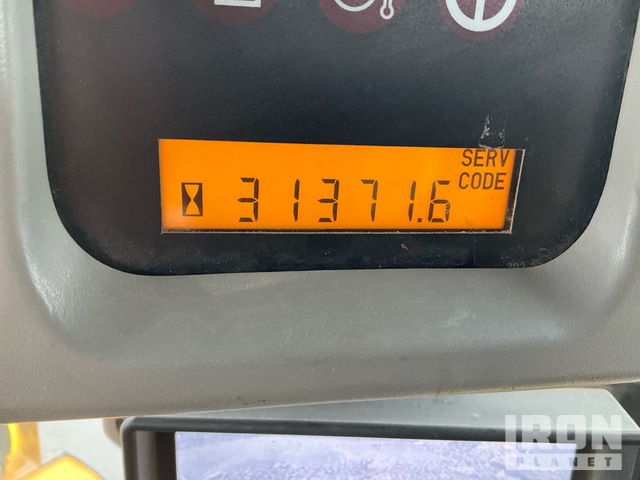 SERV
31371.6 CODE
IRON
PLANET